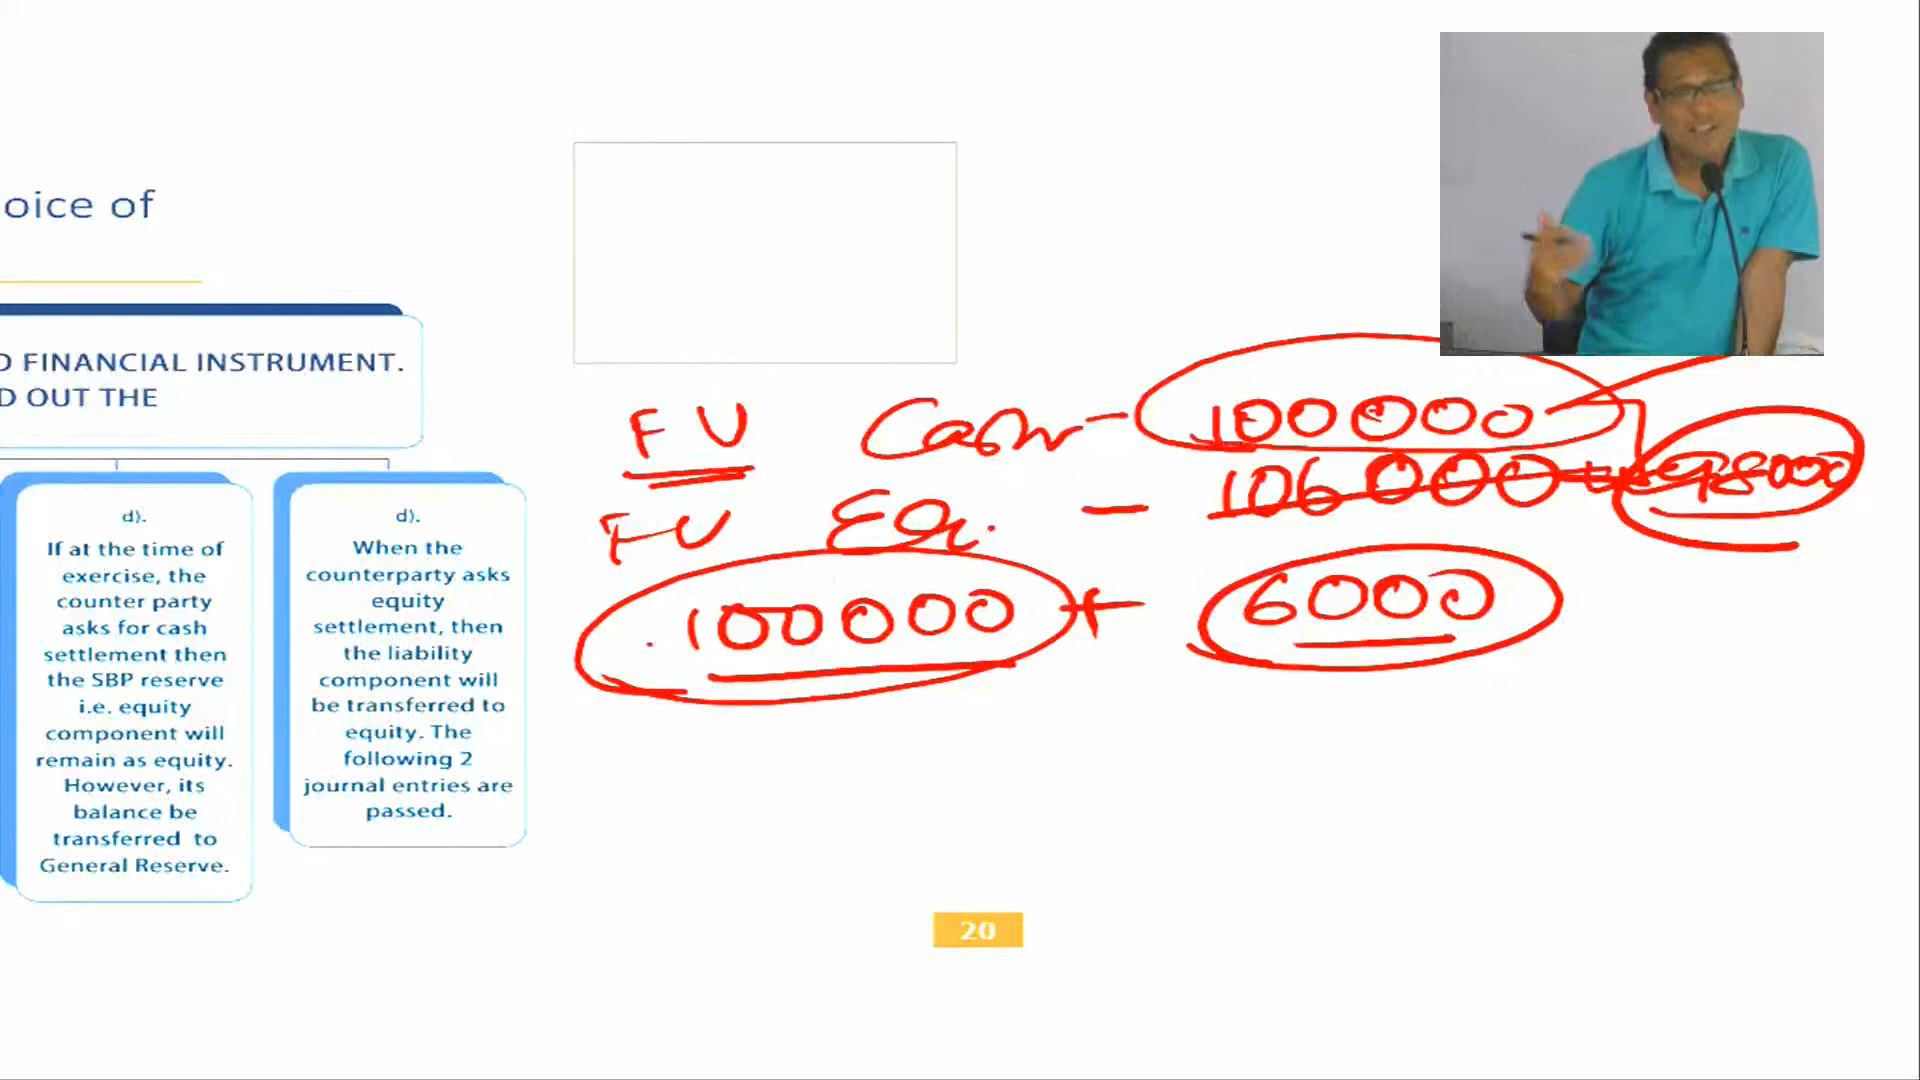 oice of
D FINANCIAL INSTRUMENT.
D OUT THE
d).
If at the time of
exercise, the
counter party
asks for cash
settlement then
the SBP reserve
i.e. equity
component will
remain as equity.
However, its
balance be
transferred to
General Reserve.
d).
When the
counterparty asks
equity
settlement, then
the liability
component will
be transferred to
equity. The
following 2
journal entries are
passed.
FV Cash - 100000
FV Eq. - 106000 98000
100000 + 6000
20